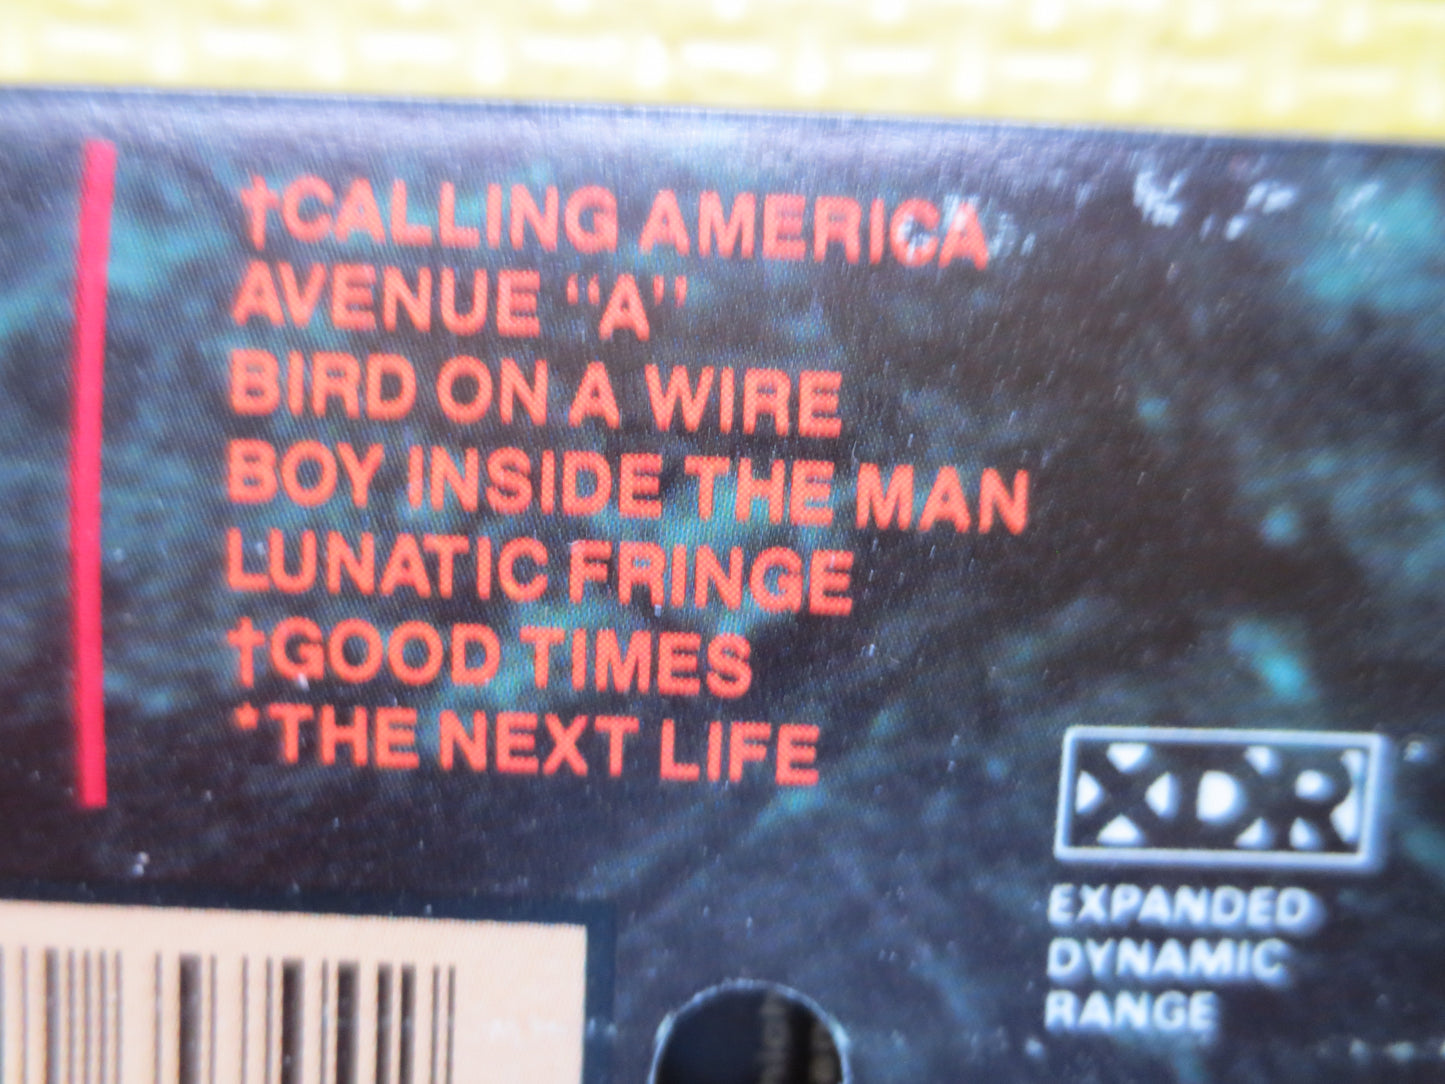 †CALLING AMERICA
AVENUE "A"
BIRD ON A WIRE
BOY INSIDE THE MAN
LUNATIC FRINGE
†GOOD TIMES
*THE NEXT LIFE
XDR
EXPANDED
DYNAMIC
RANGE